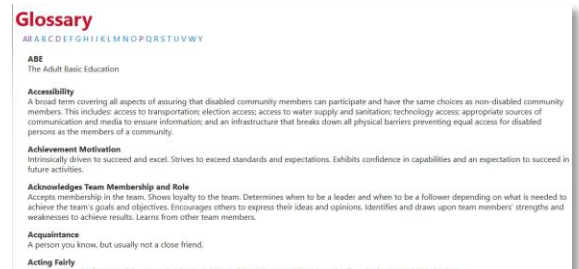 Glossary
All A B C D E F G H I J K L M N O P Q R S T U V W Y
ABE
The Adult Basic Education
Accessibility
A broad term covering all aspects of assuring that disabled community members can participate and have the same choices as non-disabled community
members. This includes: access to transportation; election access; access to water supply and sanitation; technology access; appropriate sources of
communication and media to ensure information; and an infrastructure that breaks down all physical barriers preventing equal access for disabled
persons as the members of a community.
Achievement Motivation
Intrinsically driven to succeed and excel. Strives to exceed standards and expectations. Exhibits confidence in capabilities and an expectation to succeed in
future activities.
Acknowledges Team Membership and Role
Accepts membership in the team. Shows loyalty to the team. Determines when to be a leader and when to be a follower depending on what is needed to
achieve the team's goals and objectives. Encourages others to express their ideas and opinions. Identifies and draws upon team members' strengths and
weaknesses to achieve results. Learns from other team members.
Acquaintance
A person you know, but usually not a close friend.
Acting Fairly